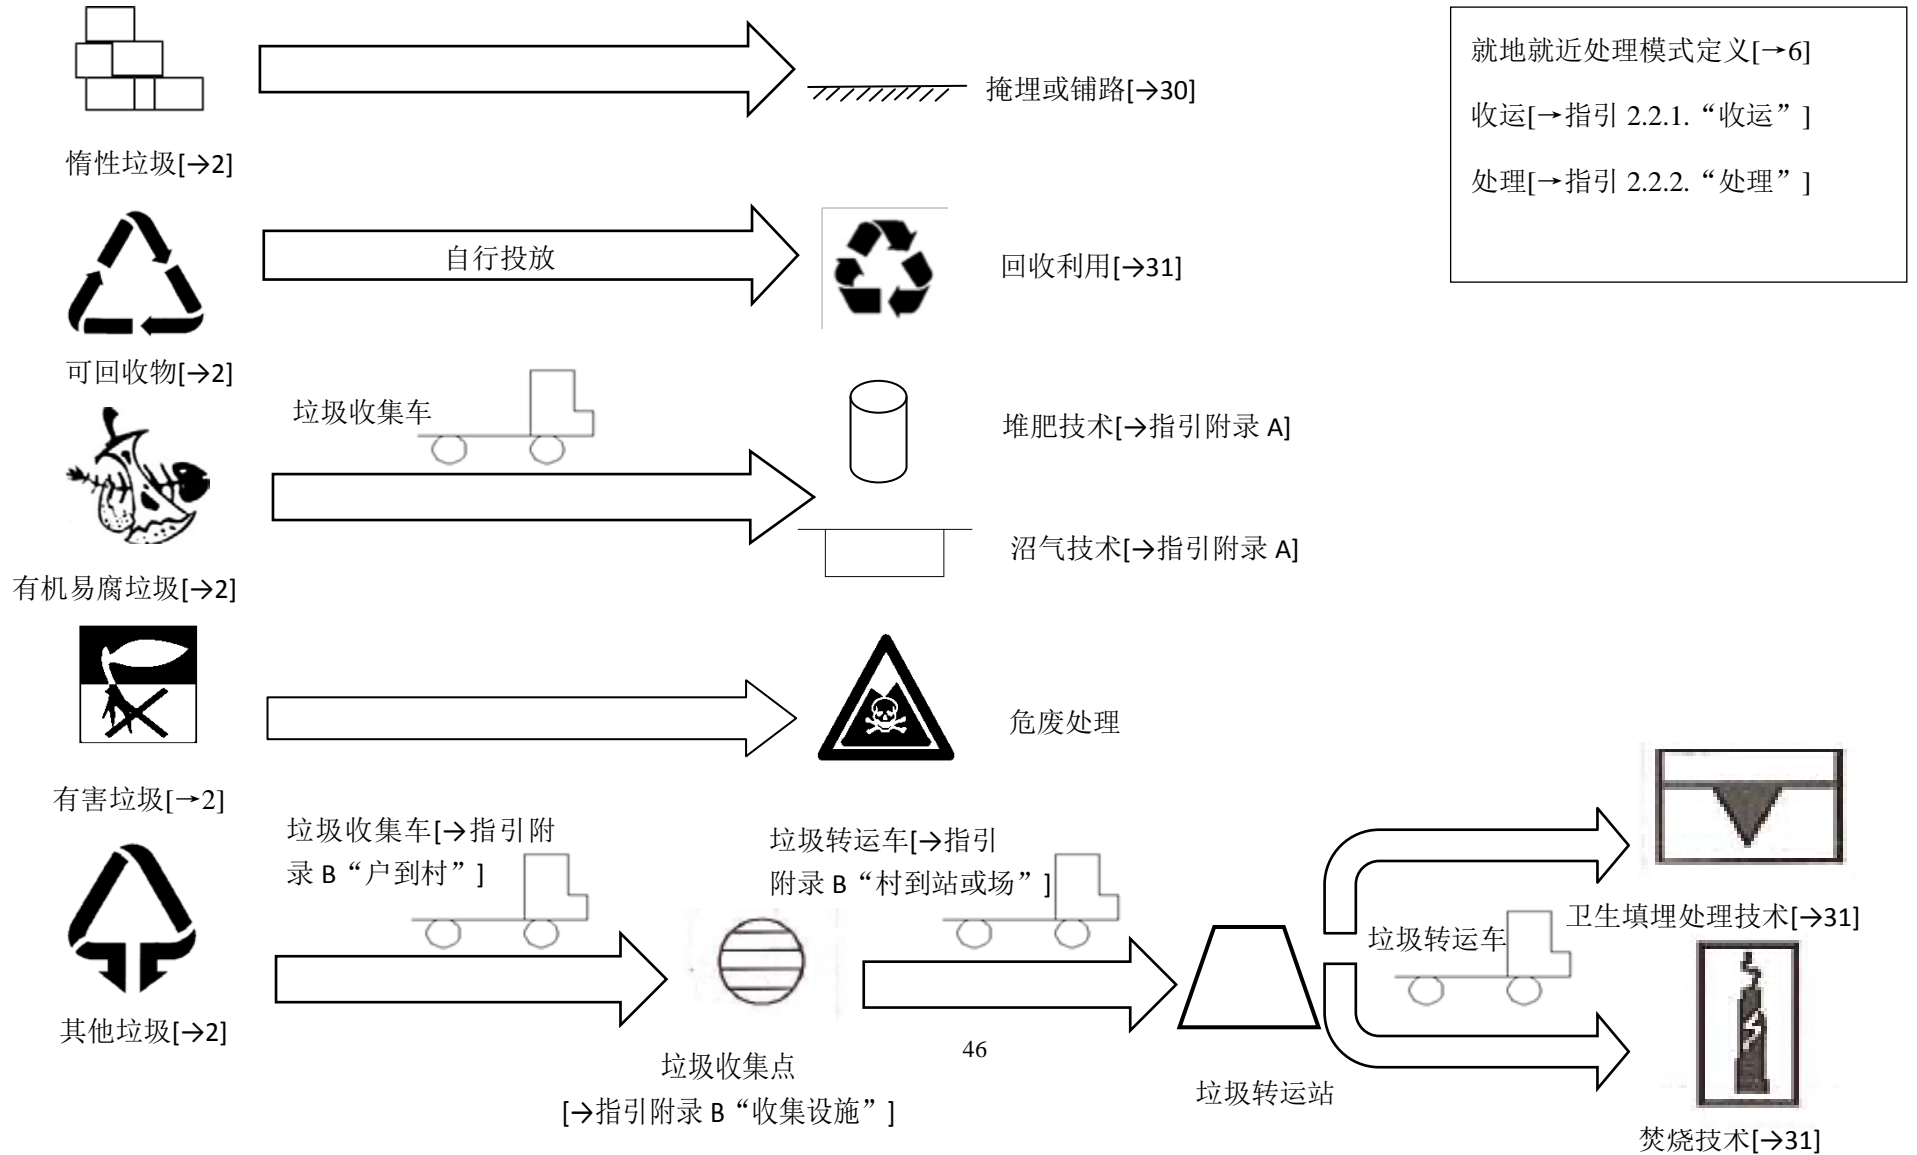 就地就近处理模式定义[→6]
收运[→指引 2.2.1.“收运”]
处理[→指引 2.2.2.“处理”]
掩埋或铺路[→30]
惰性垃圾[→2]
自行投放
回收利用[→31]
可回收物[→2]
垃圾收集车
堆肥技术[→指引附录 A]
沼气技术[→指引附录 A]
有机易腐垃圾[→2]
危废处理
有害垃圾[→2]
垃圾收集车[→指引附
录 B“户到村”]
垃圾转运车[→指引
附录 B“村到站或场”]
卫生填埋处理技术[→31]
垃圾转运车
其他垃圾[→2]
垃圾收集点
[→指引附录 B“收集设施”]
46
垃圾转运站
焚烧技术[→31]